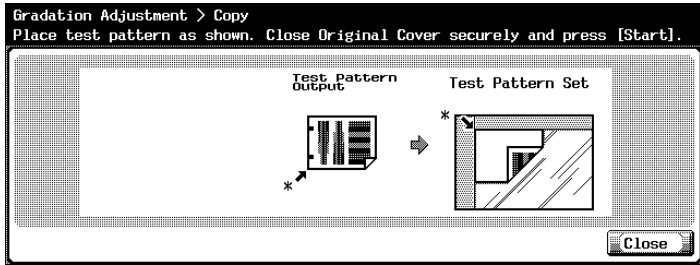 Gradation Adjustment > Copy
Place test pattern as shown. Close Original Cover securely and press [Start].
Test Pattern
Output
Test Pattern Set
*
*
Close